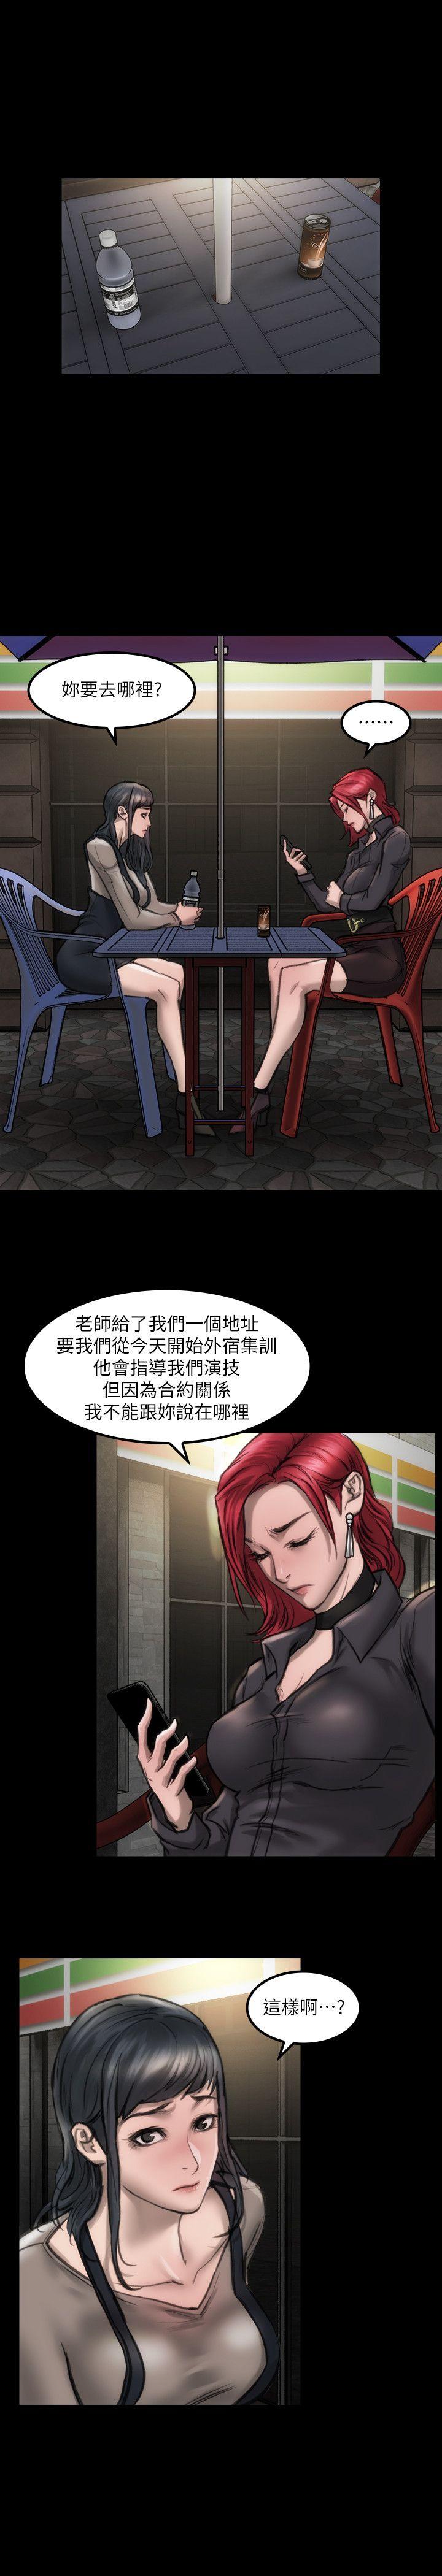 妳要去哪裡?
······
老師給了我們一個地址
要我們從今天開始外宿集訓
他會指導我們演技
但因為合約關係
我不能跟妳說在哪裡
這樣啊···?